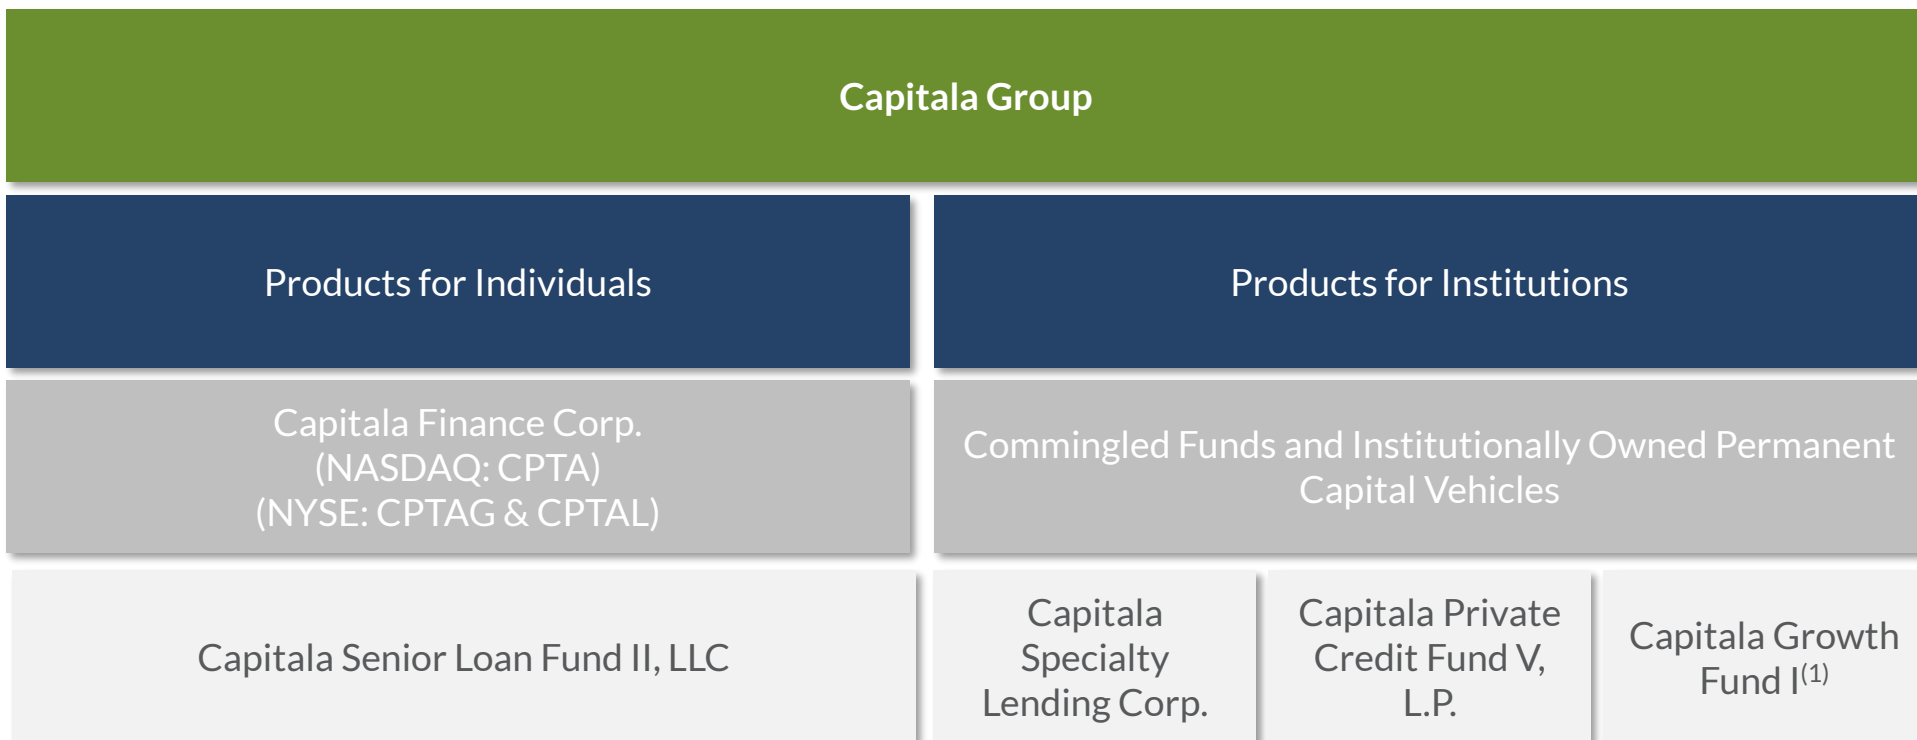 Capitala Group
Products for Individuals
Products for Institutions
Capitala Finance Corp.
(NASDAQ: CPTA)
(NYSE: CPTAG & CPTAL)
Commingled Funds and Institutionally Owned Permanent
Capital Vehicles
Capitala Senior Loan Fund II, LLC
Capitala
Specialty
Lending Corp.
Capitala Private
Credit Fund V,
L.P.
Capitala Growth
Fund I(1)